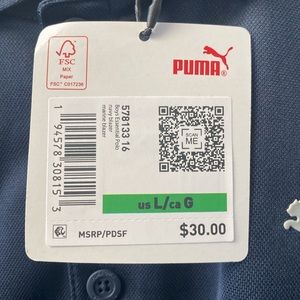 FSC
MIX
Paper
FSC® C017236
PUMA
1 94578 30815 3
578133 16
Boys Essential Polo
navy blazer
marine blazer
SCAN
ME
us L/ca G
MSRP/PDSF
$30.00